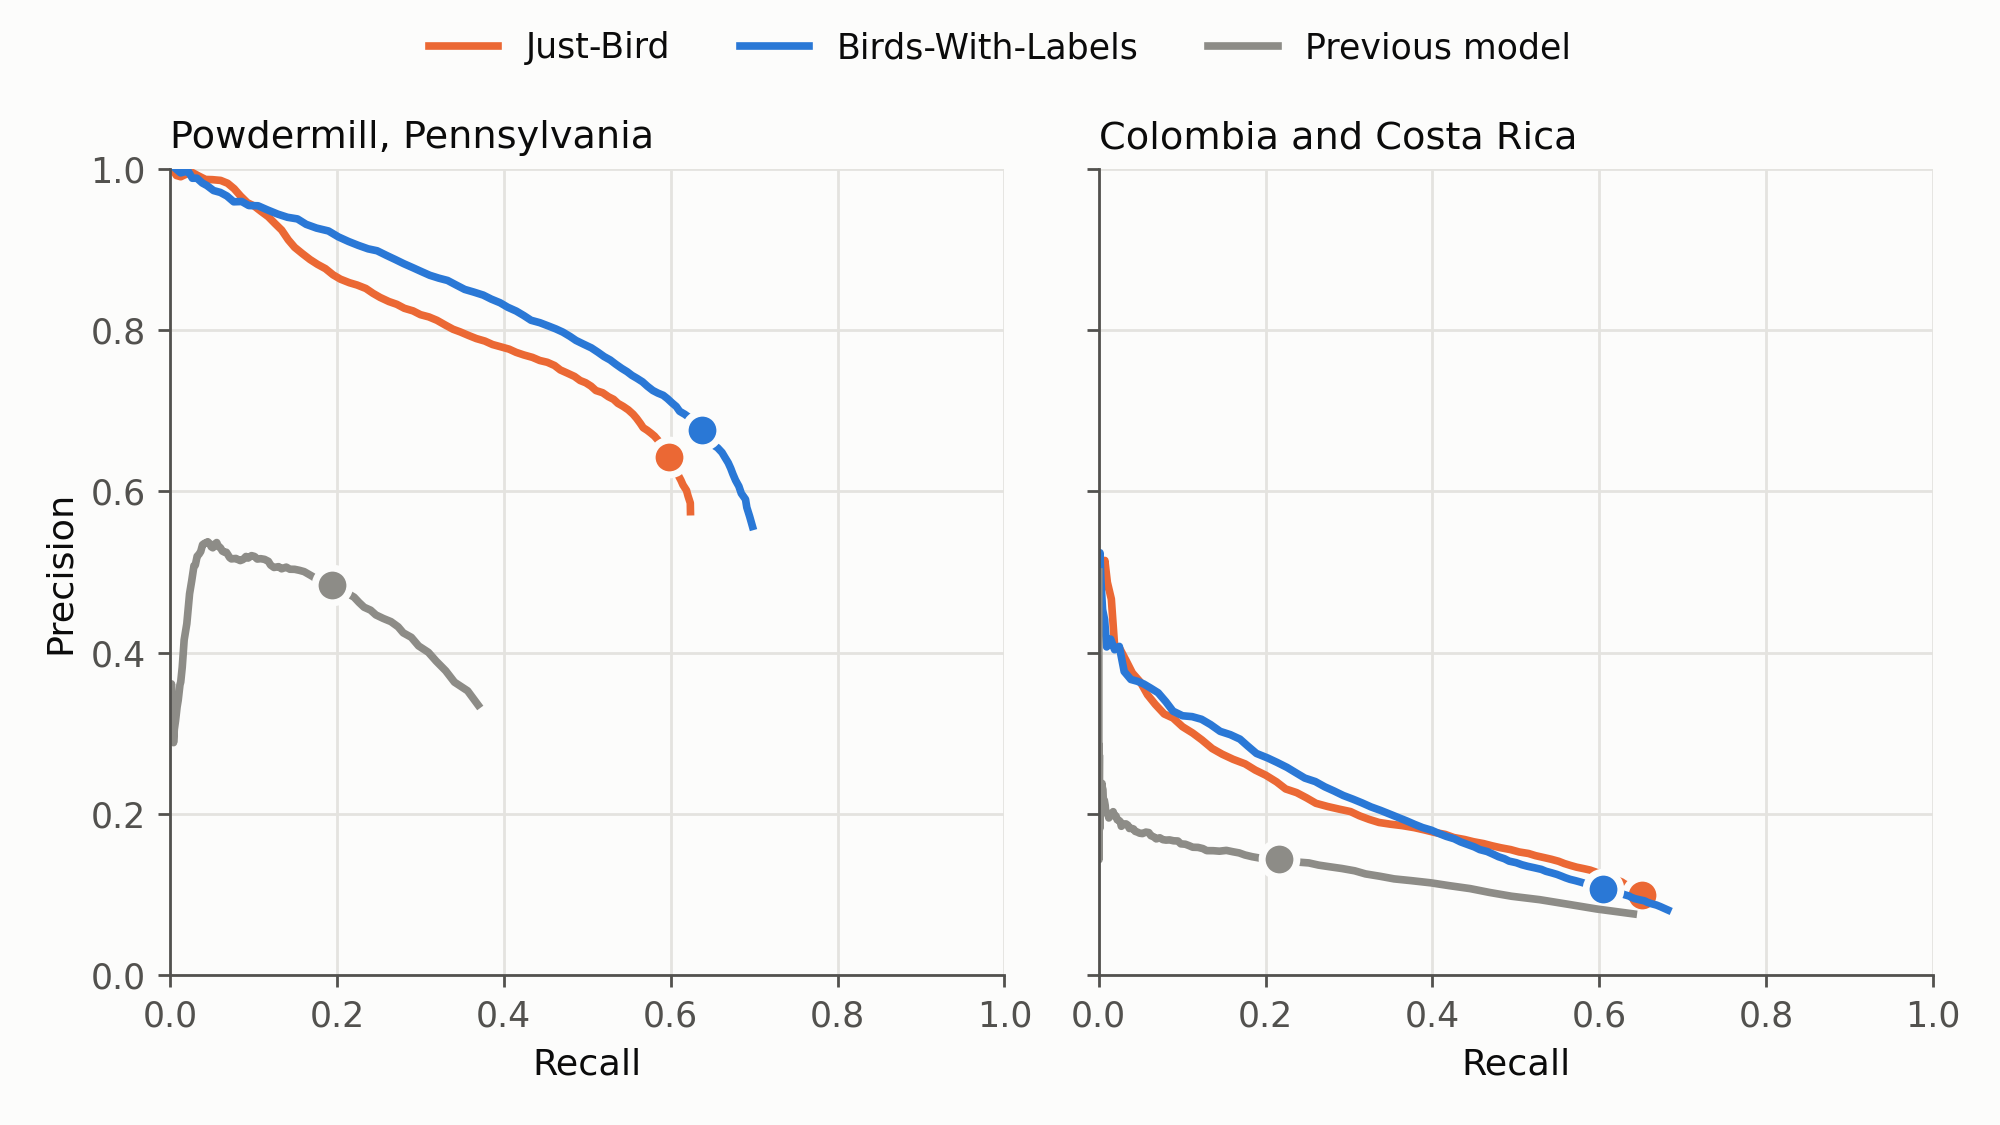 Just-Bird Birds-With-Labels Previous model
Powdermill, Pennsylvania
Colombia and Costa Rica
Precision
1.0
0.8
0.6
0.4
0.2
0.0
0.0 0.2 0.4 0.6 0.8 1.0
0.0 0.2 0.4 0.6 0.8 1.0
Recall
Recall